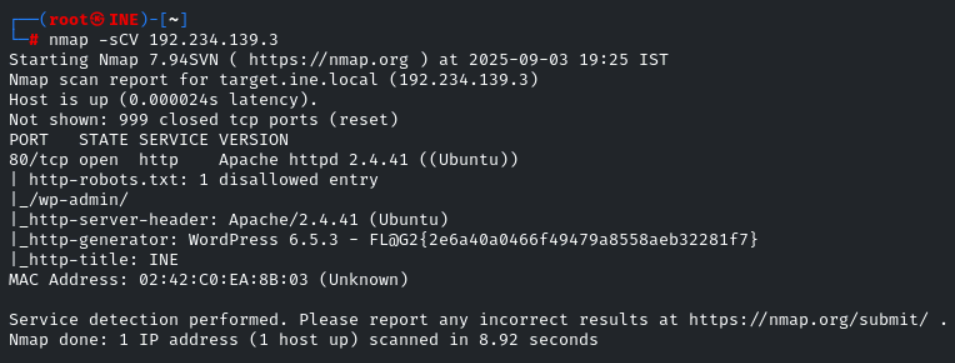 ┌──(root㉿INE)-[~]
└─# nmap -sCV 192.234.139.3
Starting Nmap 7.94SVN ( https://nmap.org ) at 2025-09-03 19:25 IST
Nmap scan report for target.ine.local (192.234.139.3)
Host is up (0.000024s latency).
Not shown: 999 closed tcp ports (reset)
PORT   STATE SERVICE VERSION
80/tcp open  http    Apache httpd 2.4.41 ((Ubuntu))
| http-robots.txt: 1 disallowed entry
|_/wp-admin/
|_http-server-header: Apache/2.4.41 (Ubuntu)
|_http-generator: WordPress 6.5.3 - FL@G2{2e6a40a0466f49479a8558aeb32281f7}
|_http-title: INE
MAC Address: 02:42:C0:EA:8B:03 (Unknown)
Service detection performed. Please report any incorrect results at https://nmap.org/submit/ .
Nmap done: 1 IP address (1 host up) scanned in 8.92 seconds